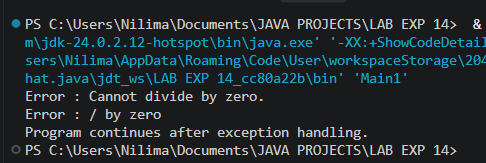 PS C:\Users\Nilima\Documents\JAVA PROJECTS\LAB EXP 14>  &
m\jdk-24.0.2.12-hotspot\bin\java.exe' '-XX:+ShowCodeDetail
sers\Nilima\AppData\Roaming\Code\User\workspaceStorage\204
hat.java\jdt_ws\LAB EXP 14_cc80a22b\bin' 'Main1'
Error : Cannot divide by zero.
Error : / by zero
Program continues after exception handling.
PS C:\Users\Nilima\Documents\JAVA PROJECTS\LAB EXP 14>